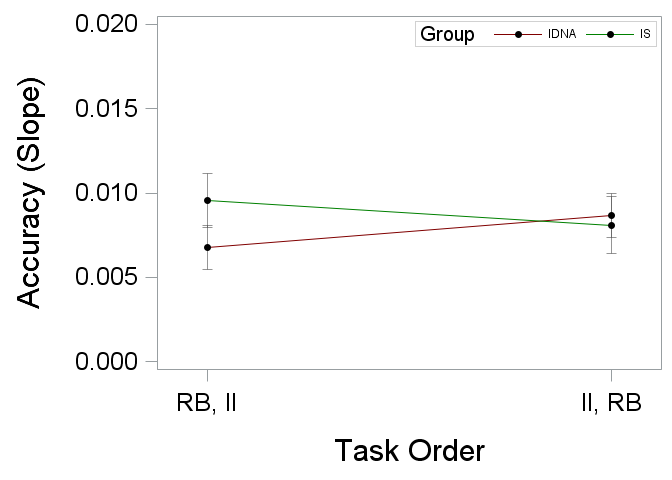 Group IDNA IS
0.020
0.015
0.010
0.005
0.000
Accuracy (Slope)
RB, II II, RB
Task Order